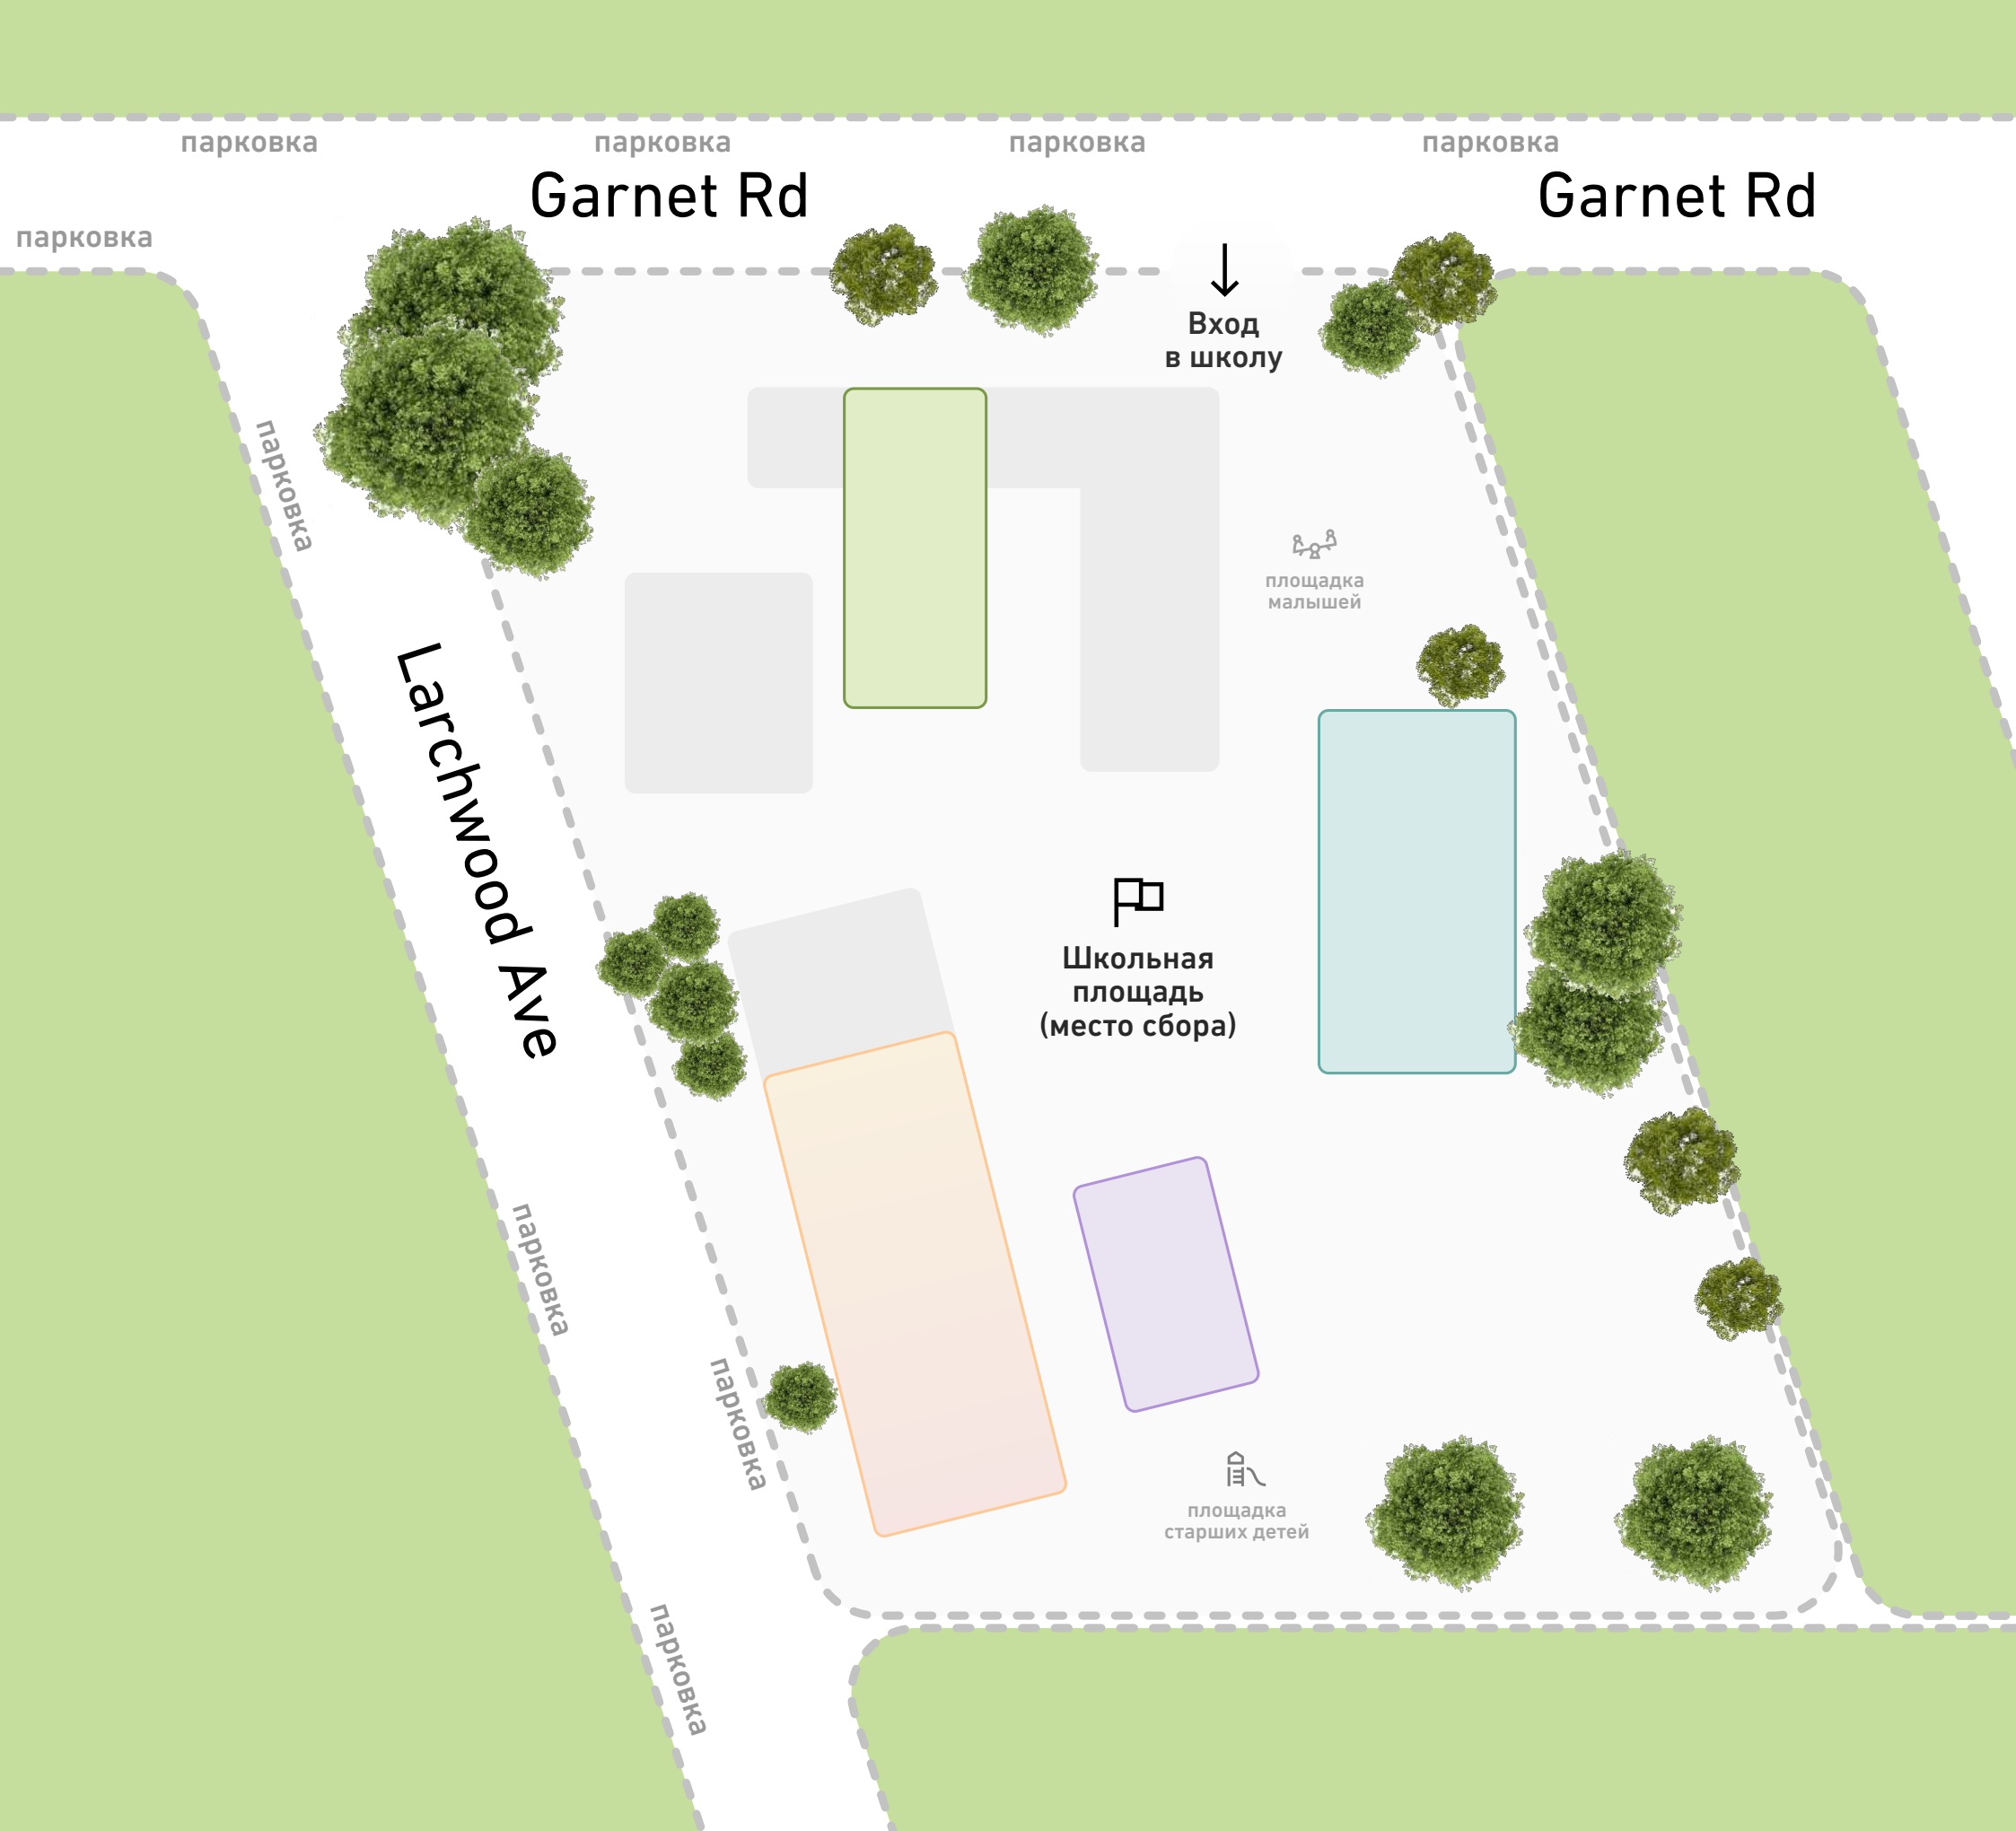 парковка
парковка
парковка
парковка
Garnet Rd
Garnet Rd
парковка
Вход
в школу
парковка
площадка
малышей
Larchwood Ave
Школьная
площадь
(место сбора)
парковка
парковка
площадка
старших детей
парковка